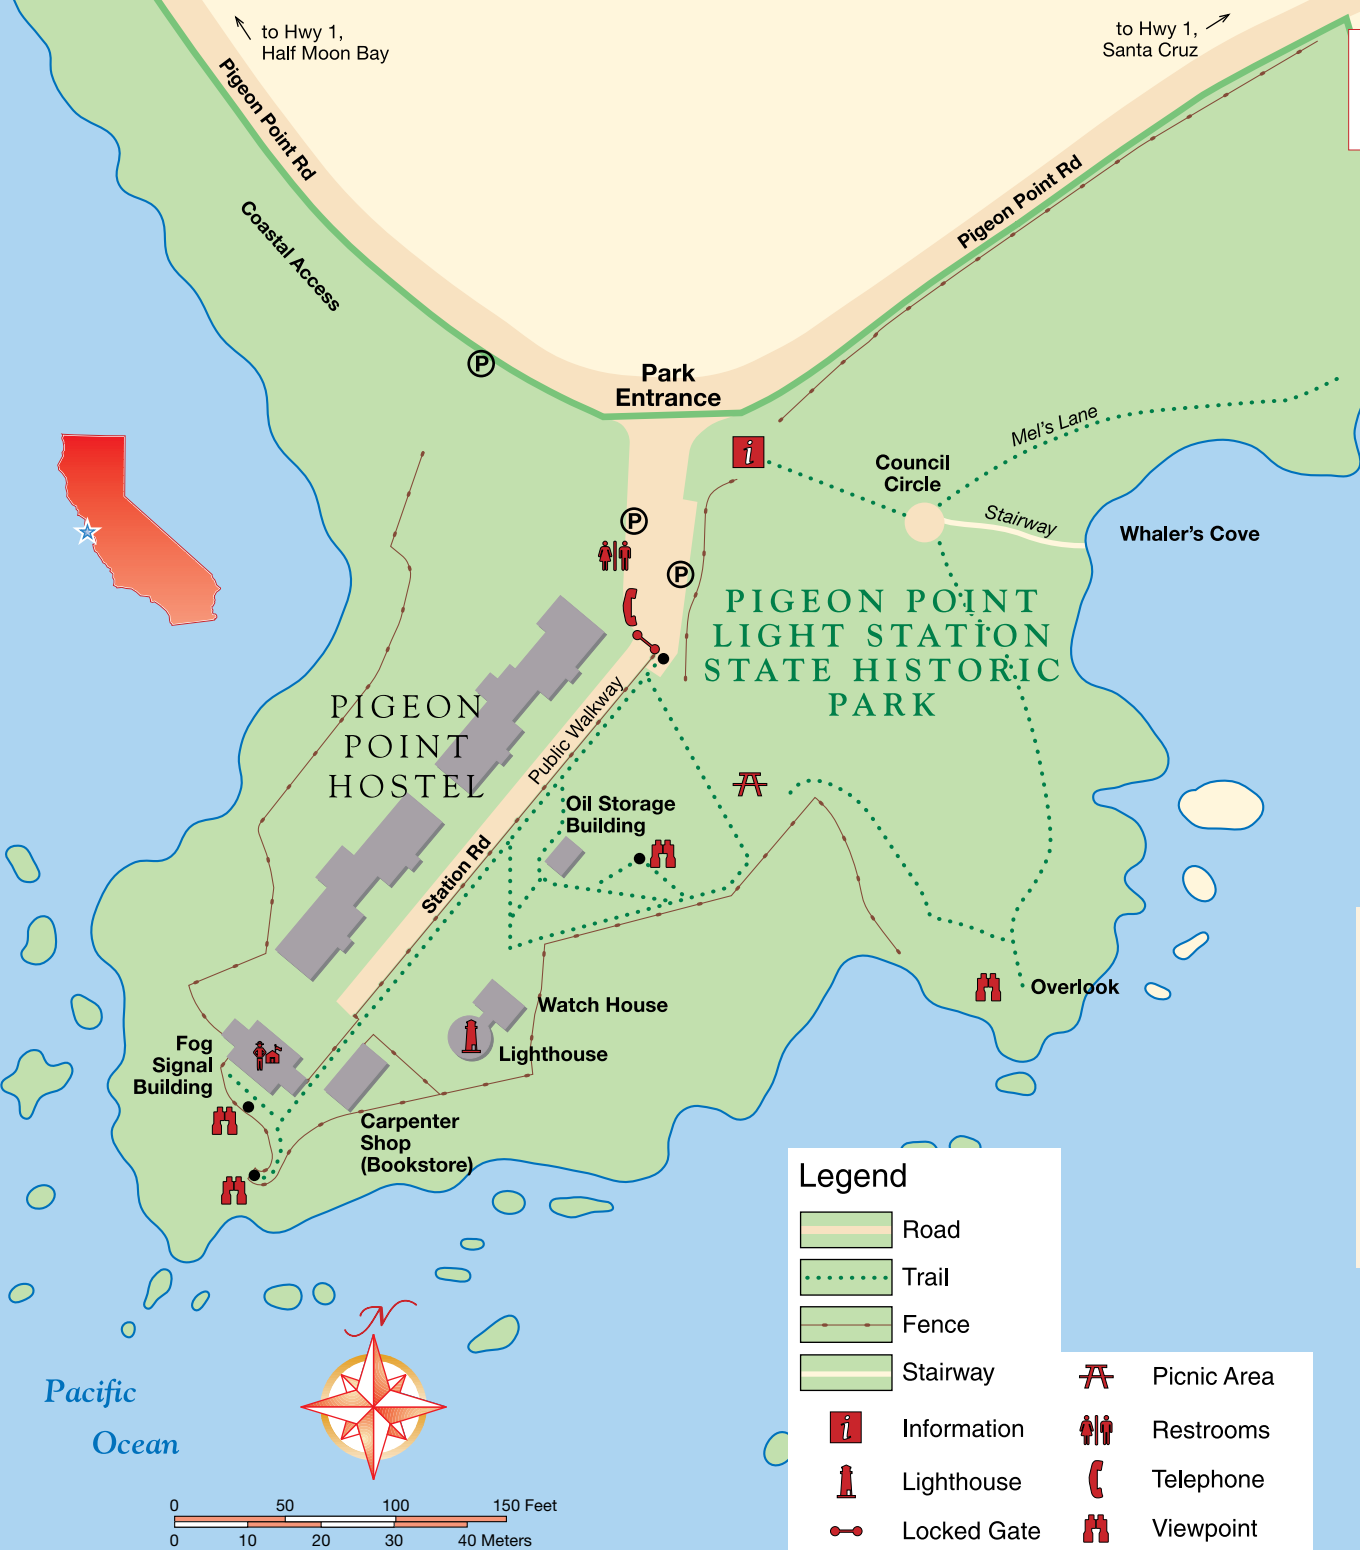 to Hwy 1,
Half Moon Bay
to Hwy 1,
Santa Cruz
Pigeon Point Rd
Pigeon Point Rd
Coastal Access
P
Park
Entrance
i
Mel's Lane
Council
Circle
Stairway
Whaler's Cove
P
P
PIGEON POINT
LIGHT STATION
STATE HISTORIC
PARK
PIGEON
POINT
HOSTEL
Public Walkway
Oil Storage
Building
Station Rd
Overlook
Watch House
Lighthouse
Fog
Signal
Building
Carpenter
Shop
(Bookstore)
N
Pacific
Ocean
0 50 100 150 Feet
0 10 20 30 40 Meters
Legend
Road
Trail
Fence
Stairway
i Information
Lighthouse
Locked Gate
Picnic Area
Restrooms
Telephone
Viewpoint